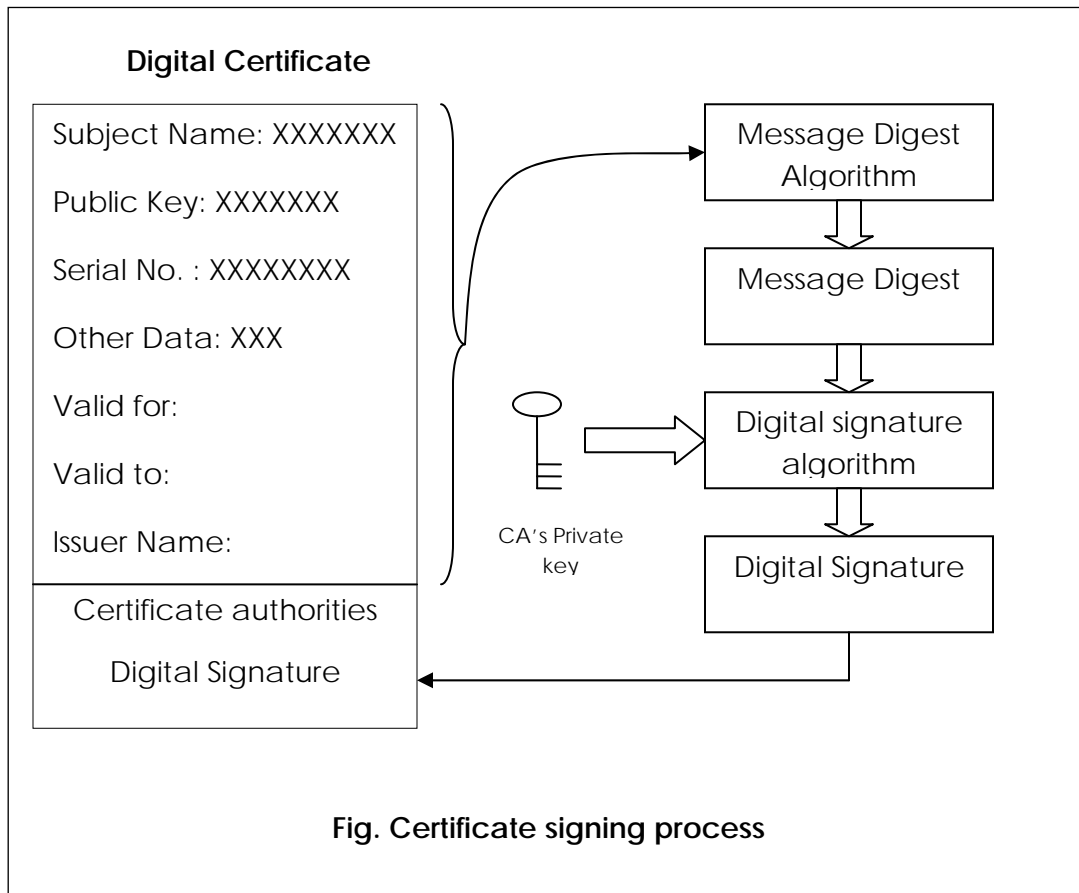 Digital Certificate
Subject Name: XXXXXXX
Public Key: XXXXXXX
Serial No. : XXXXXXXX
Other Data: XXX
Valid for:
Valid to:
Issuer Name:
Certificate authorities
Digital Signature
Message Digest
Algorithm
Message Digest
Digital signature
algorithm
CA's Private
key
Digital Signature
Fig. Certificate signing process